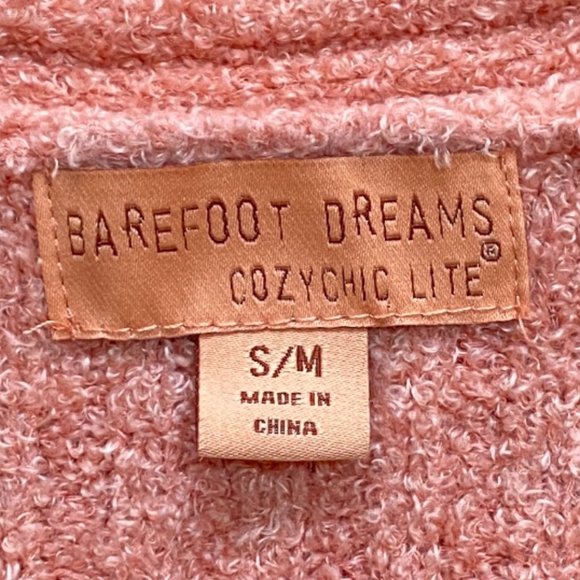 BAREFOOT DREAMS
COZYCHIC LITE®
S/M
MADE IN
CHINA